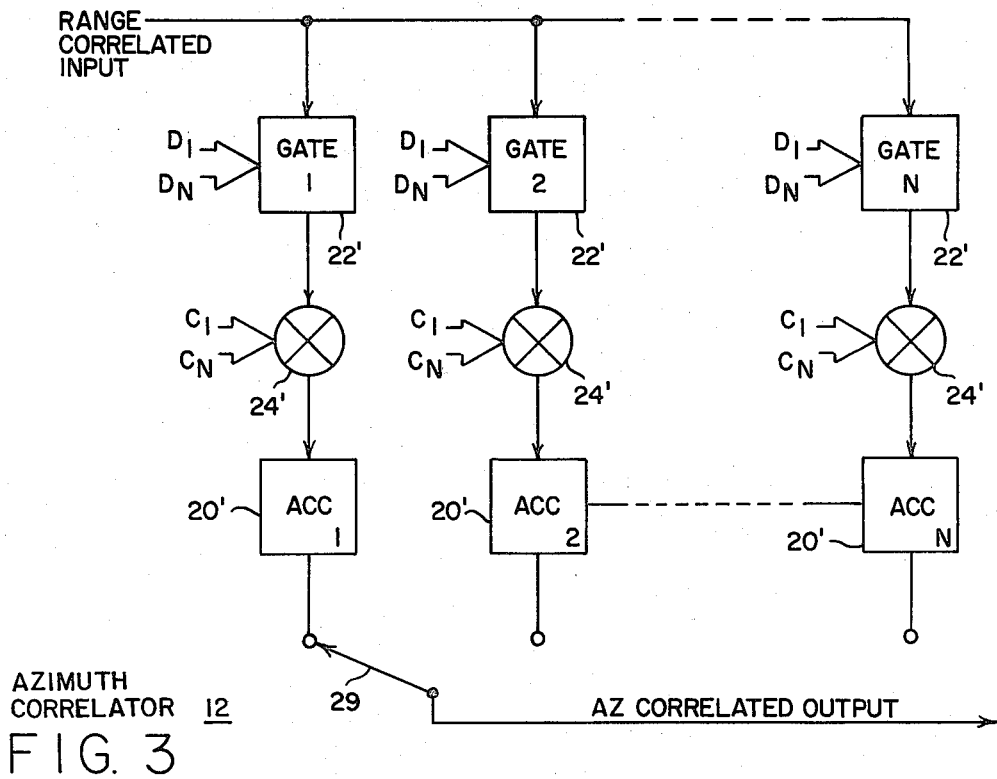 RANGE
CORRELATED
INPUT
D1
DN
GATE
1
22'
D1
DN
GATE
2
22'
D1
DN
GATE
N
22'
C1
CN
24'
C1
CN
24'
C1
CN
24'
20'
ACC
1
20'
ACC
2
20'
ACC
N
29
AZIMUTH
CORRELATOR 12
AZ CORRELATED OUTPUT
FIG. 3